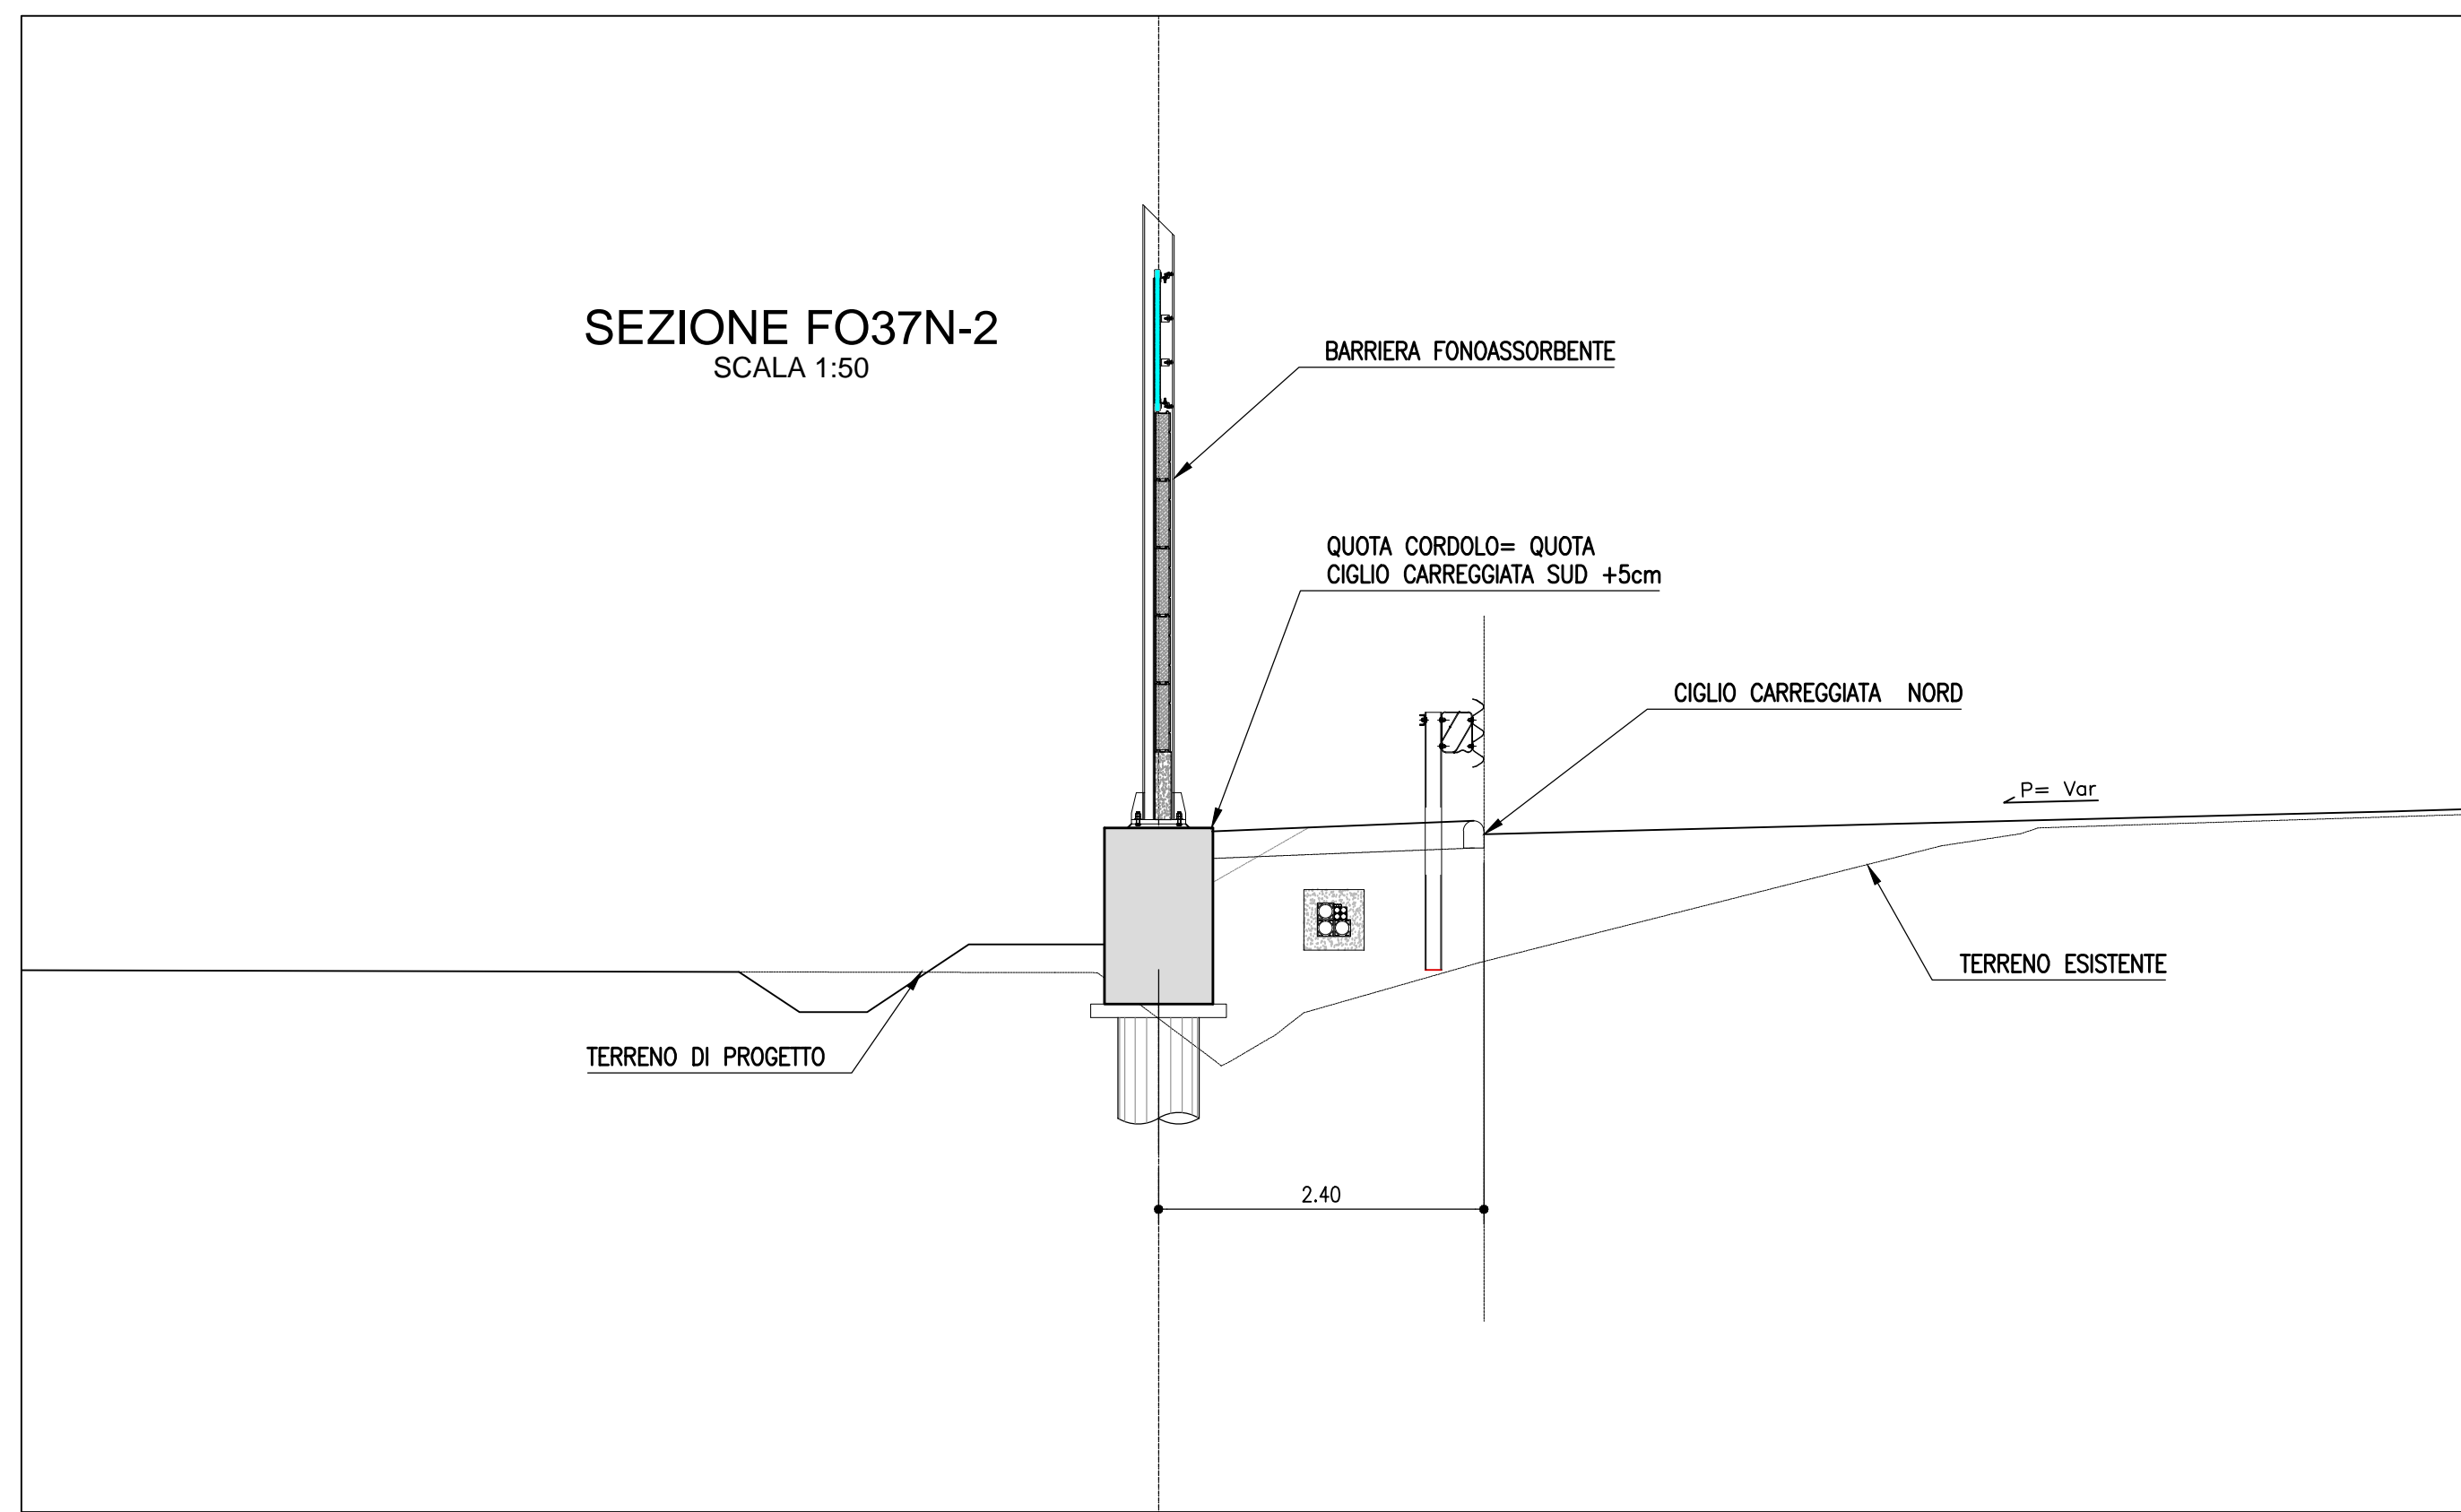 SEZIONE FO37N-2
SCALA 1:50
BARRIERA FONOASSORBENTE
QUOTA CORDOLO= QUOTA
CIGLIO CARREGGIATA SUD +5cm
CIGLIO CARREGGIATA NORD
P= Var
TERRENO ESISTENTE
TERRENO DI PROGETTO
2.40